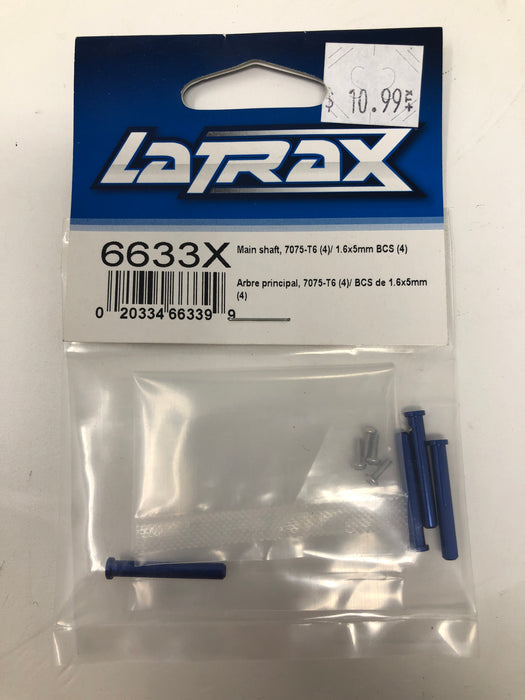 $ 10.99
LaTRAX
6633X
Main shaft, 7075-T6 (4)/ 1.6x5mm BCS (4)
Arbre principal, 7075-T6 (4)/ BCS de 1.6x5mm
(4)
0 20334 66339 9